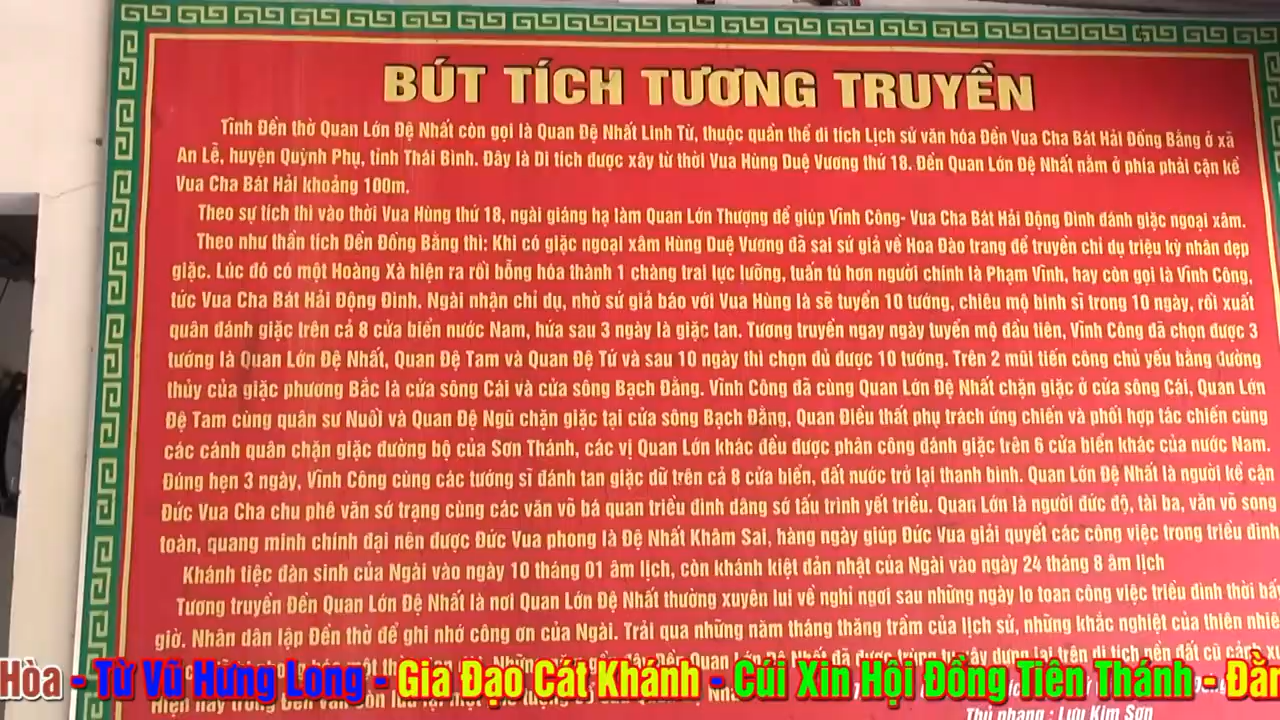 BÚT TÍCH TƯƠNG TRUYỀN
Tĩnh Đền thờ Quan Lớn Đệ Nhất còn gọi là Quan Đệ Nhất Linh Từ, thuộc quần thể di tích Lịch sử văn hóa Đền Vua Cha Bát Hải Đồng Bằng ở xã
An Lễ, huyện Quỳnh Phụ, tỉnh Thái Bình. Đây là Di tích được xây từ thời Vua Hùng Duệ Vương thứ 18. Đền Quan Lớn Đệ Nhất nằm ở phía phải cận kề
Vua Cha Bát Hải khoảng 100m.
Theo sự tích thì vào thời Vua Hùng thứ 18, ngài giáng hạ làm Quan Lớn Thượng để giúp Vĩnh Công- Vua Cha Bát Hải Động Đình đánh giặc ngoại xâm.
Theo như thần tích Đền Đồng Bằng thì: Khi có giặc ngoại xâm Hùng Duệ Vương đã sai sứ giả về Hoa Đào trang để truyền chỉ dụ triệu kỳ nhân dẹp
giặc. Lúc đó có một Hoàng Xà hiện ra rồi bỗng hóa thành 1 chàng trai lực lưỡng, tuấn tú hơn người chính là Phạm Vĩnh, hay còn gọi là Vĩnh Công,
tức Vua Cha Bát Hải Động Đình. Ngài nhận chỉ dụ, nhờ sứ giả báo với Vua Hùng là sẽ tuyển 10 tướng, chiêu mộ binh sĩ trong 10 ngày, rồi xuất
quân đánh giặc trên cả 8 cửa biển nước Nam, hứa sau 3 ngày là giặc tan. Tương truyền ngay ngày tuyển mộ đầu tiên, Vĩnh Công đã chọn được 3
tướng là Quan Lớn Đệ Nhất, Quan Đệ Tam và Quan Đệ Tứ và sau 10 ngày thì chọn đủ được 10 tướng. Trên 2 mũi tiến công chủ yếu bằng đường
thủy của giặc phương Bắc là cửa sông Cái và cửa sông Bạch Đằng. Vĩnh Công đã cùng Quan Lớn Đệ Nhất chặn giặc ở cửa sông Cái, Quan Lớn
Đệ Tam cùng quân sư Nuôi và Quan Đệ Ngũ chặn giặc tại cửa sông Bạch Đằng, Quan Điều thất phụ trách ứng chiến và phối hợp tác chiến cùng
các cánh quân chặn giặc đường bộ của Sơn Thánh, các vị Quan Lớn khác đều được phân công đánh giặc trên 6 cửa biển khác của nước Nam.
Đúng hẹn 3 ngày, Vĩnh Công cùng các tướng sĩ đánh tan giặc dữ trên cả 8 cửa biển, đất nước trở lại thanh bình. Quan Lớn Đệ Nhất là người kề cận
Đức Vua Cha chu phê văn sớ trạng cùng các văn võ bá quan triều đình dâng sớ tấu trình yết triều. Quan Lớn là người đức độ, tài ba, văn võ song
toàn, quang minh chính đại nên được Đức Vua phong là Đệ Nhất Khâm Sai, hàng ngày giúp Đức Vua giải quyết các công việc trong triều đình
Khánh tiệc đản sinh của Ngài vào ngày 10 tháng 01 âm lịch, còn khánh kiệt đản nhật của Ngài vào ngày 24 tháng 8 âm lịch
Tương truyền Đền Quan Lớn Đệ Nhất là nơi Quan Lớn Đệ Nhất thường xuyên lui về nghỉ ngơi sau những ngày lo toan công việc triều đình thời bấ
giờ. Nhân dân lập Đền thờ để ghi nhớ công ơn của Ngài. Trải qua những năm tháng thăng trầm của lịch sử, những khắc nghiệt của thiên nhiê
Hòa - Từ Vũ Hưng Long - Gia Đạo Cát Khánh - Cúi Xin Hội Đồng Tiên Thánh - Đằn
Thủ nhang : Lưu Kim Sơn